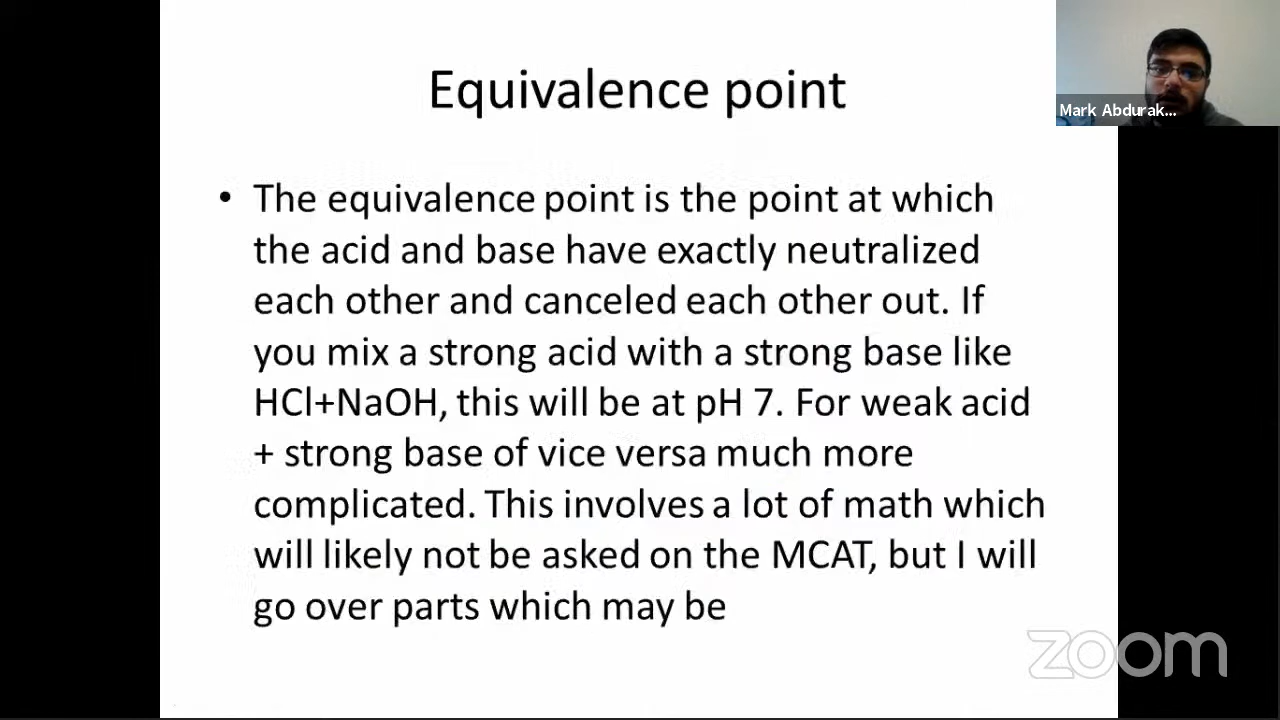 Equivalence point
Mark Abdurak...
• The equivalence point is the point at which
the acid and base have exactly neutralized
each other and canceled each other out. If
you mix a strong acid with a strong base like
HCl+NaOH, this will be at pH 7. For weak acid
+ strong base of vice versa much more
complicated. This involves a lot of math which
will likely not be asked on the MCAT, but I will
go over parts which may be
zoom